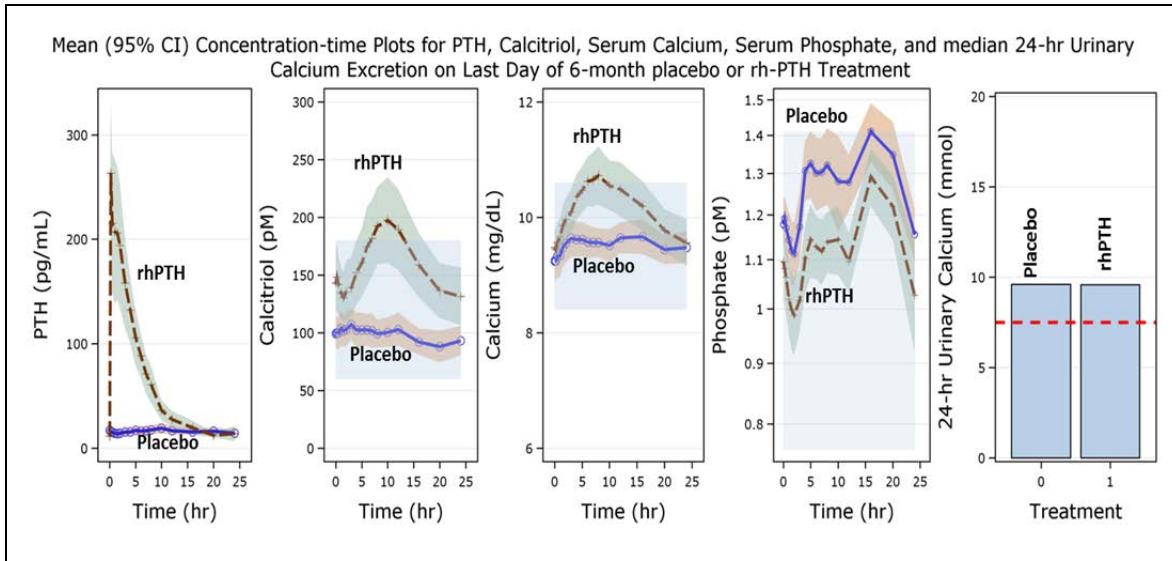 Mean (95% CI) Concentration-time Plots for PTH, Calcitriol, Serum Calcium, Serum Phosphate, and median 24-hr Urinary
Calcium Excretion on Last Day of 6-month placebo or rh-PTH Treatment
PTH (pg/mL)
300
200
100
0
rhPTH
Placebo
0 5 10 15 20 25
Time (hr)
Calcitriol (pM)
300
250
200
150
100
50
0
rhPTH
Placebo
0 5 10 15 20 25
Time (hr)
Calcium (mg/dL)
12
10
8
6
rhPTH
Placebo
0 5 10 15 20 25
Time (hr)
Phosphate (pM)
1.5
1.4
1.3
1.2
1.1
1
0.9
0.8
Placebo
rhPTH
0 5 10 15 20 25
Time (hr)
24-hr Urinary Calcium (mmol)
20
15
10
5
0
Placebo
rhPTH
0 1
Treatment